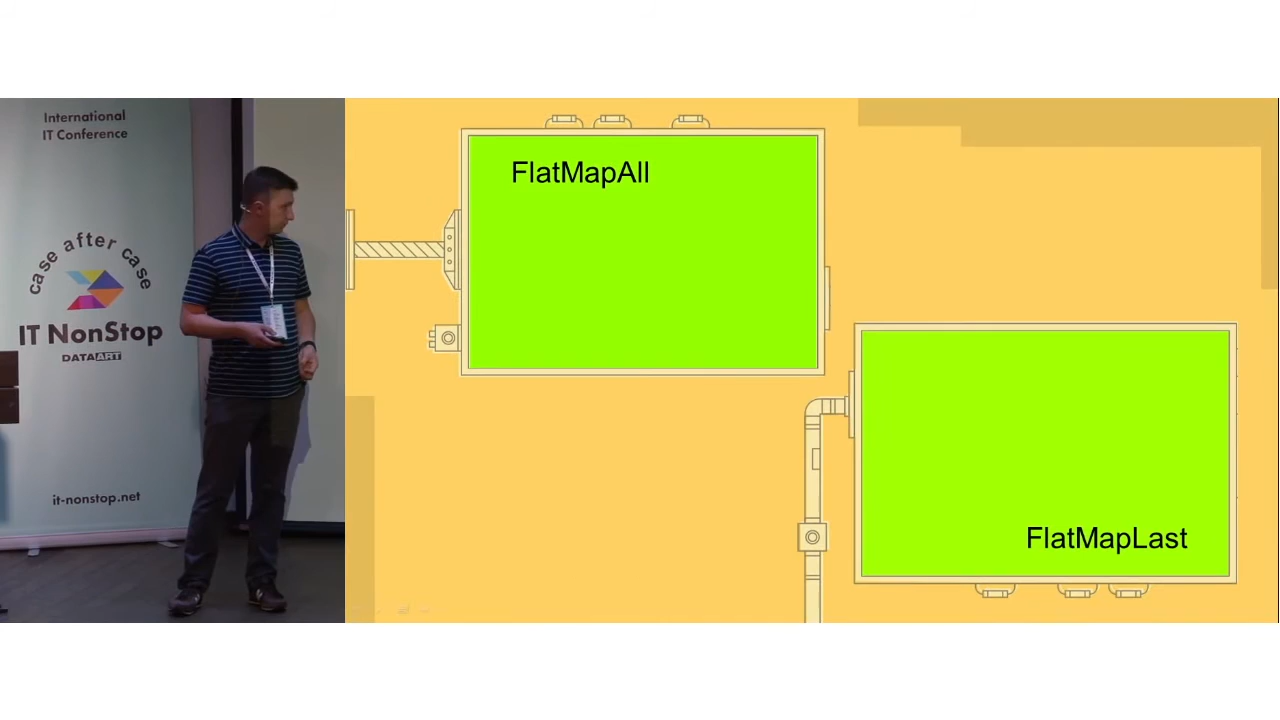 International
IT Conference
case after case
IT NonStop
DATAART
it-nonstop.net
FlatMapAll
FlatMapLast